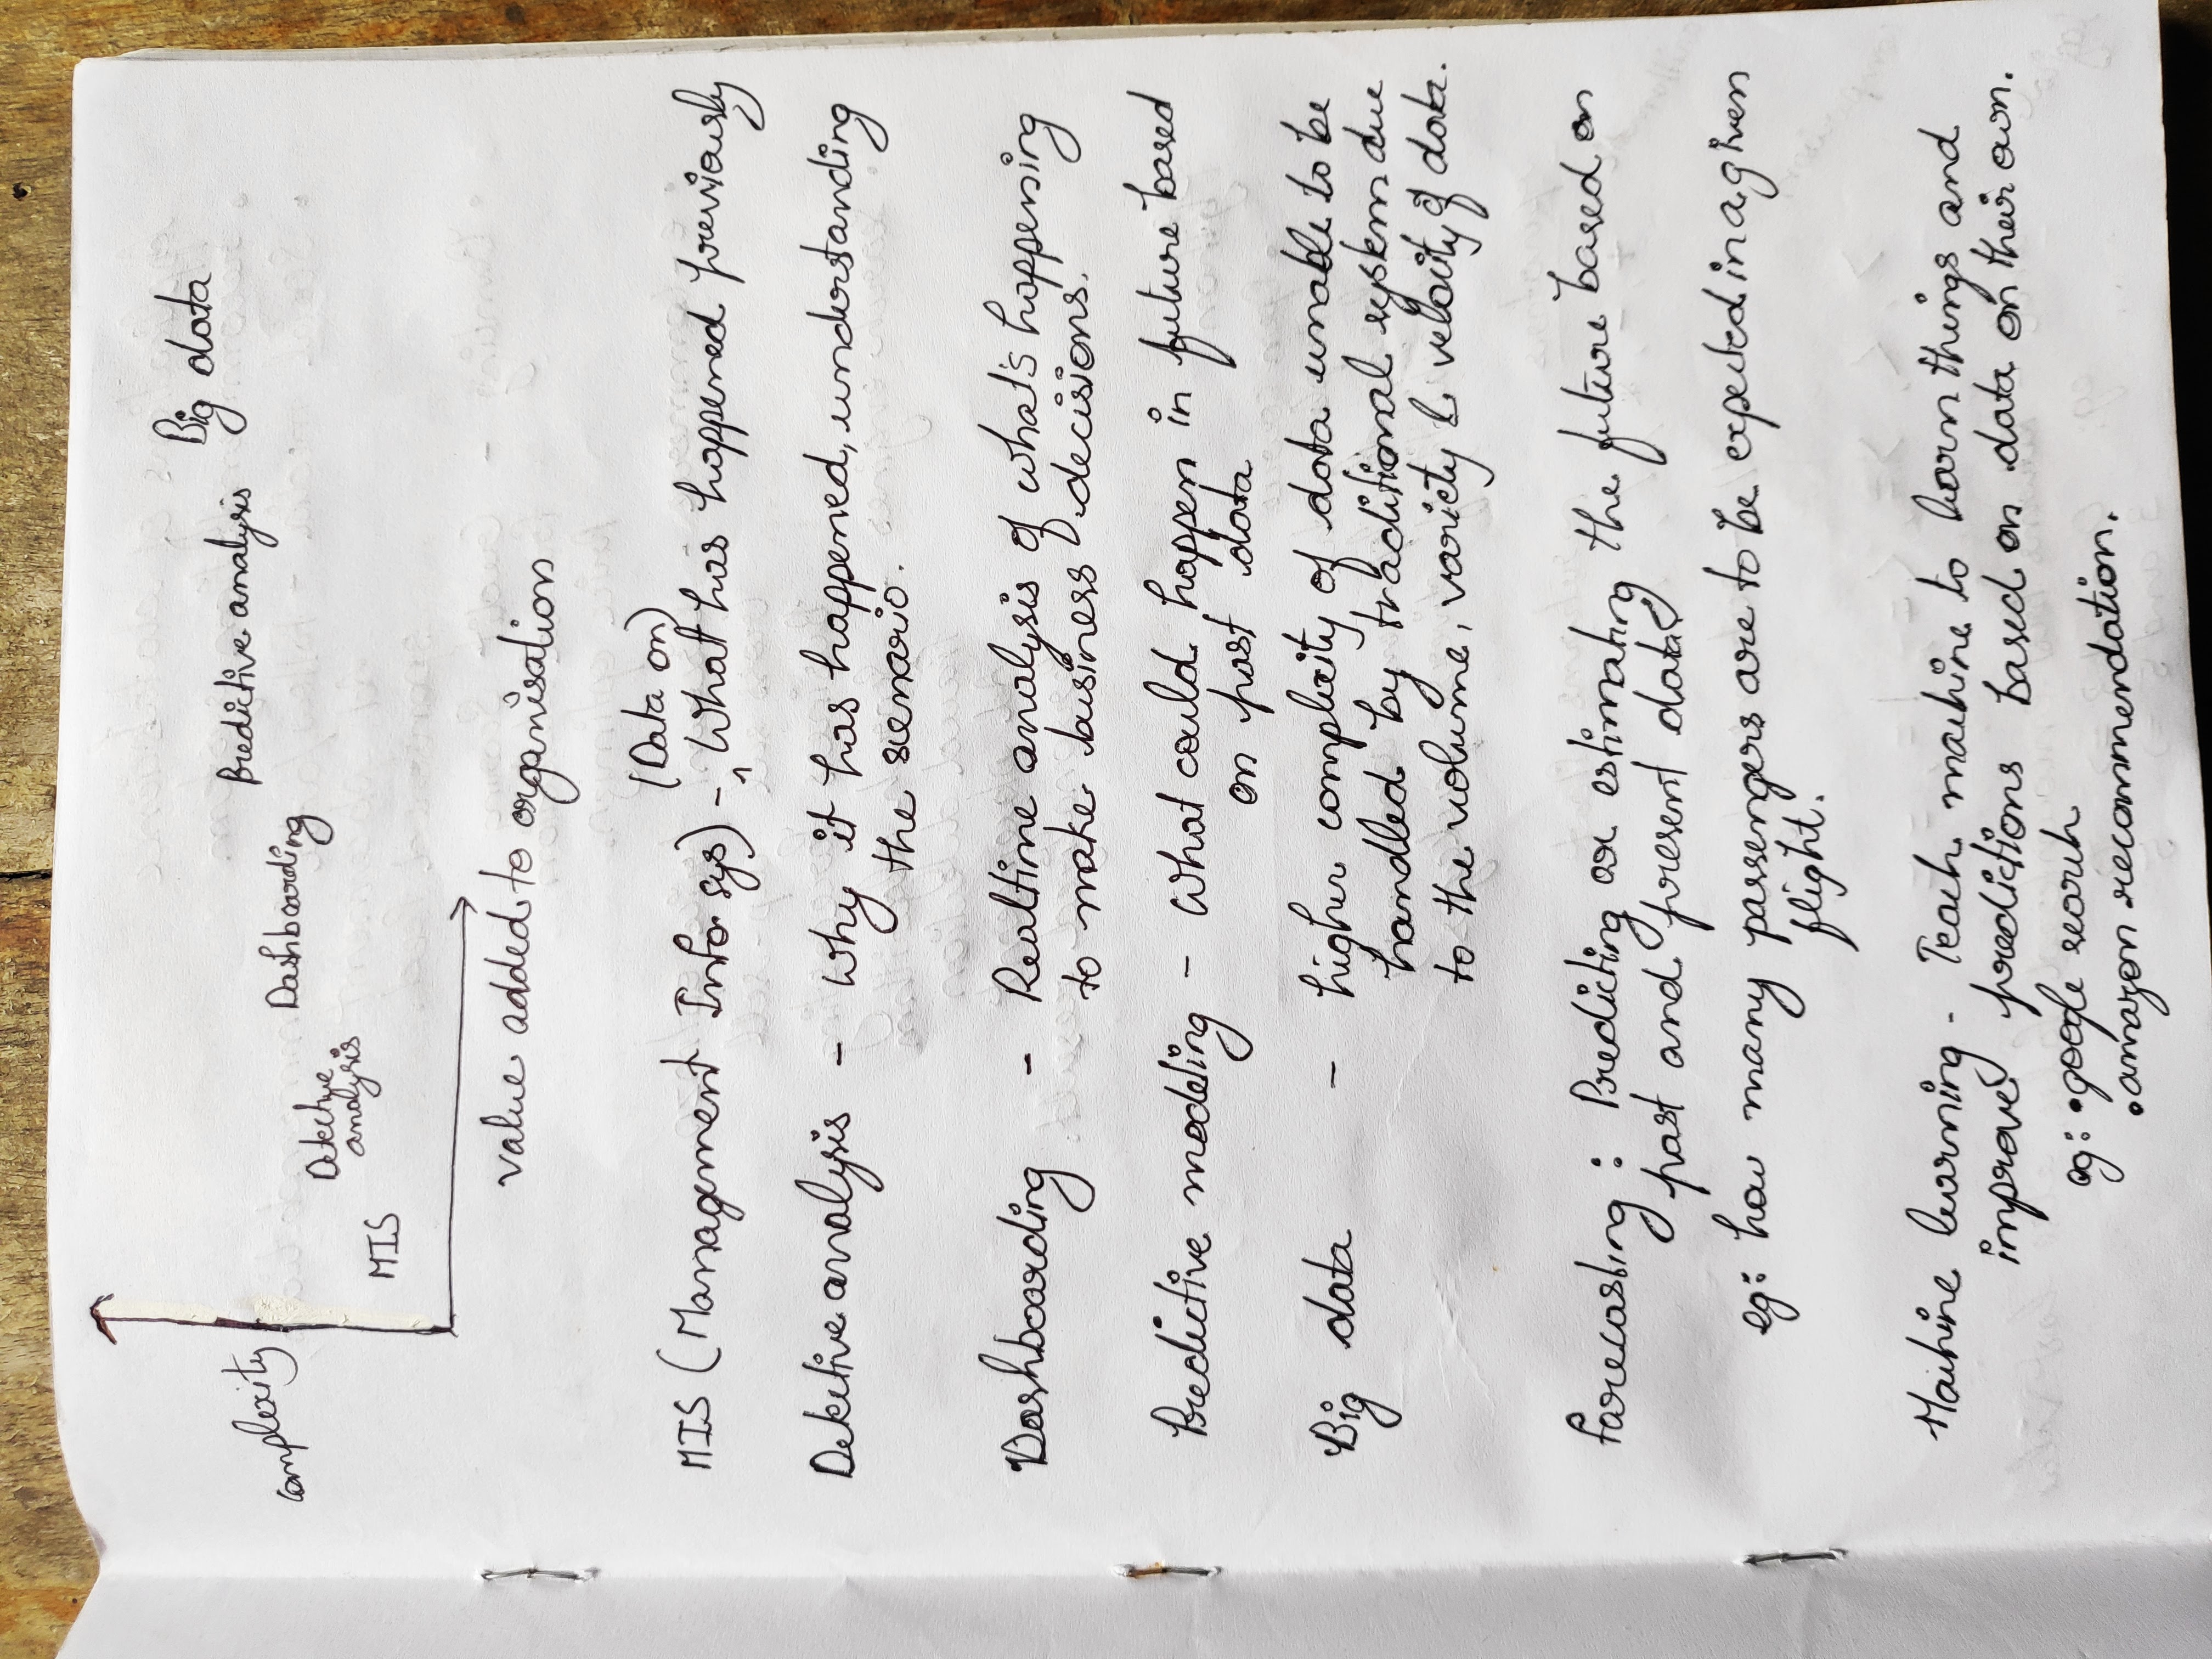 Big data
Predictive analysis
complexity
Dashboarding
Detective
analysis
MIS
value added to organisation
(Data on)
MIS (Management Info sys) - ^ What has happened previously
Detective analysis - Why it has happened, understanding
the scenario.
Dashboarding - Realtime analysis of what's happening
to make business decisions.
Predictive modeling - What could happen in future based
on past data
Big data - higher complexity of data unable to be
handled by traditional system due
to the volume, variety & velocity of data.
Forecasting : Predicting or estimating the future based on
past and present data
eg: how many passengers are to be expected in a given
flight.
Machine learning - Teach machine to learn things and
improve predictions based on data on their own.
eg: • google search
• amazon recommendation.